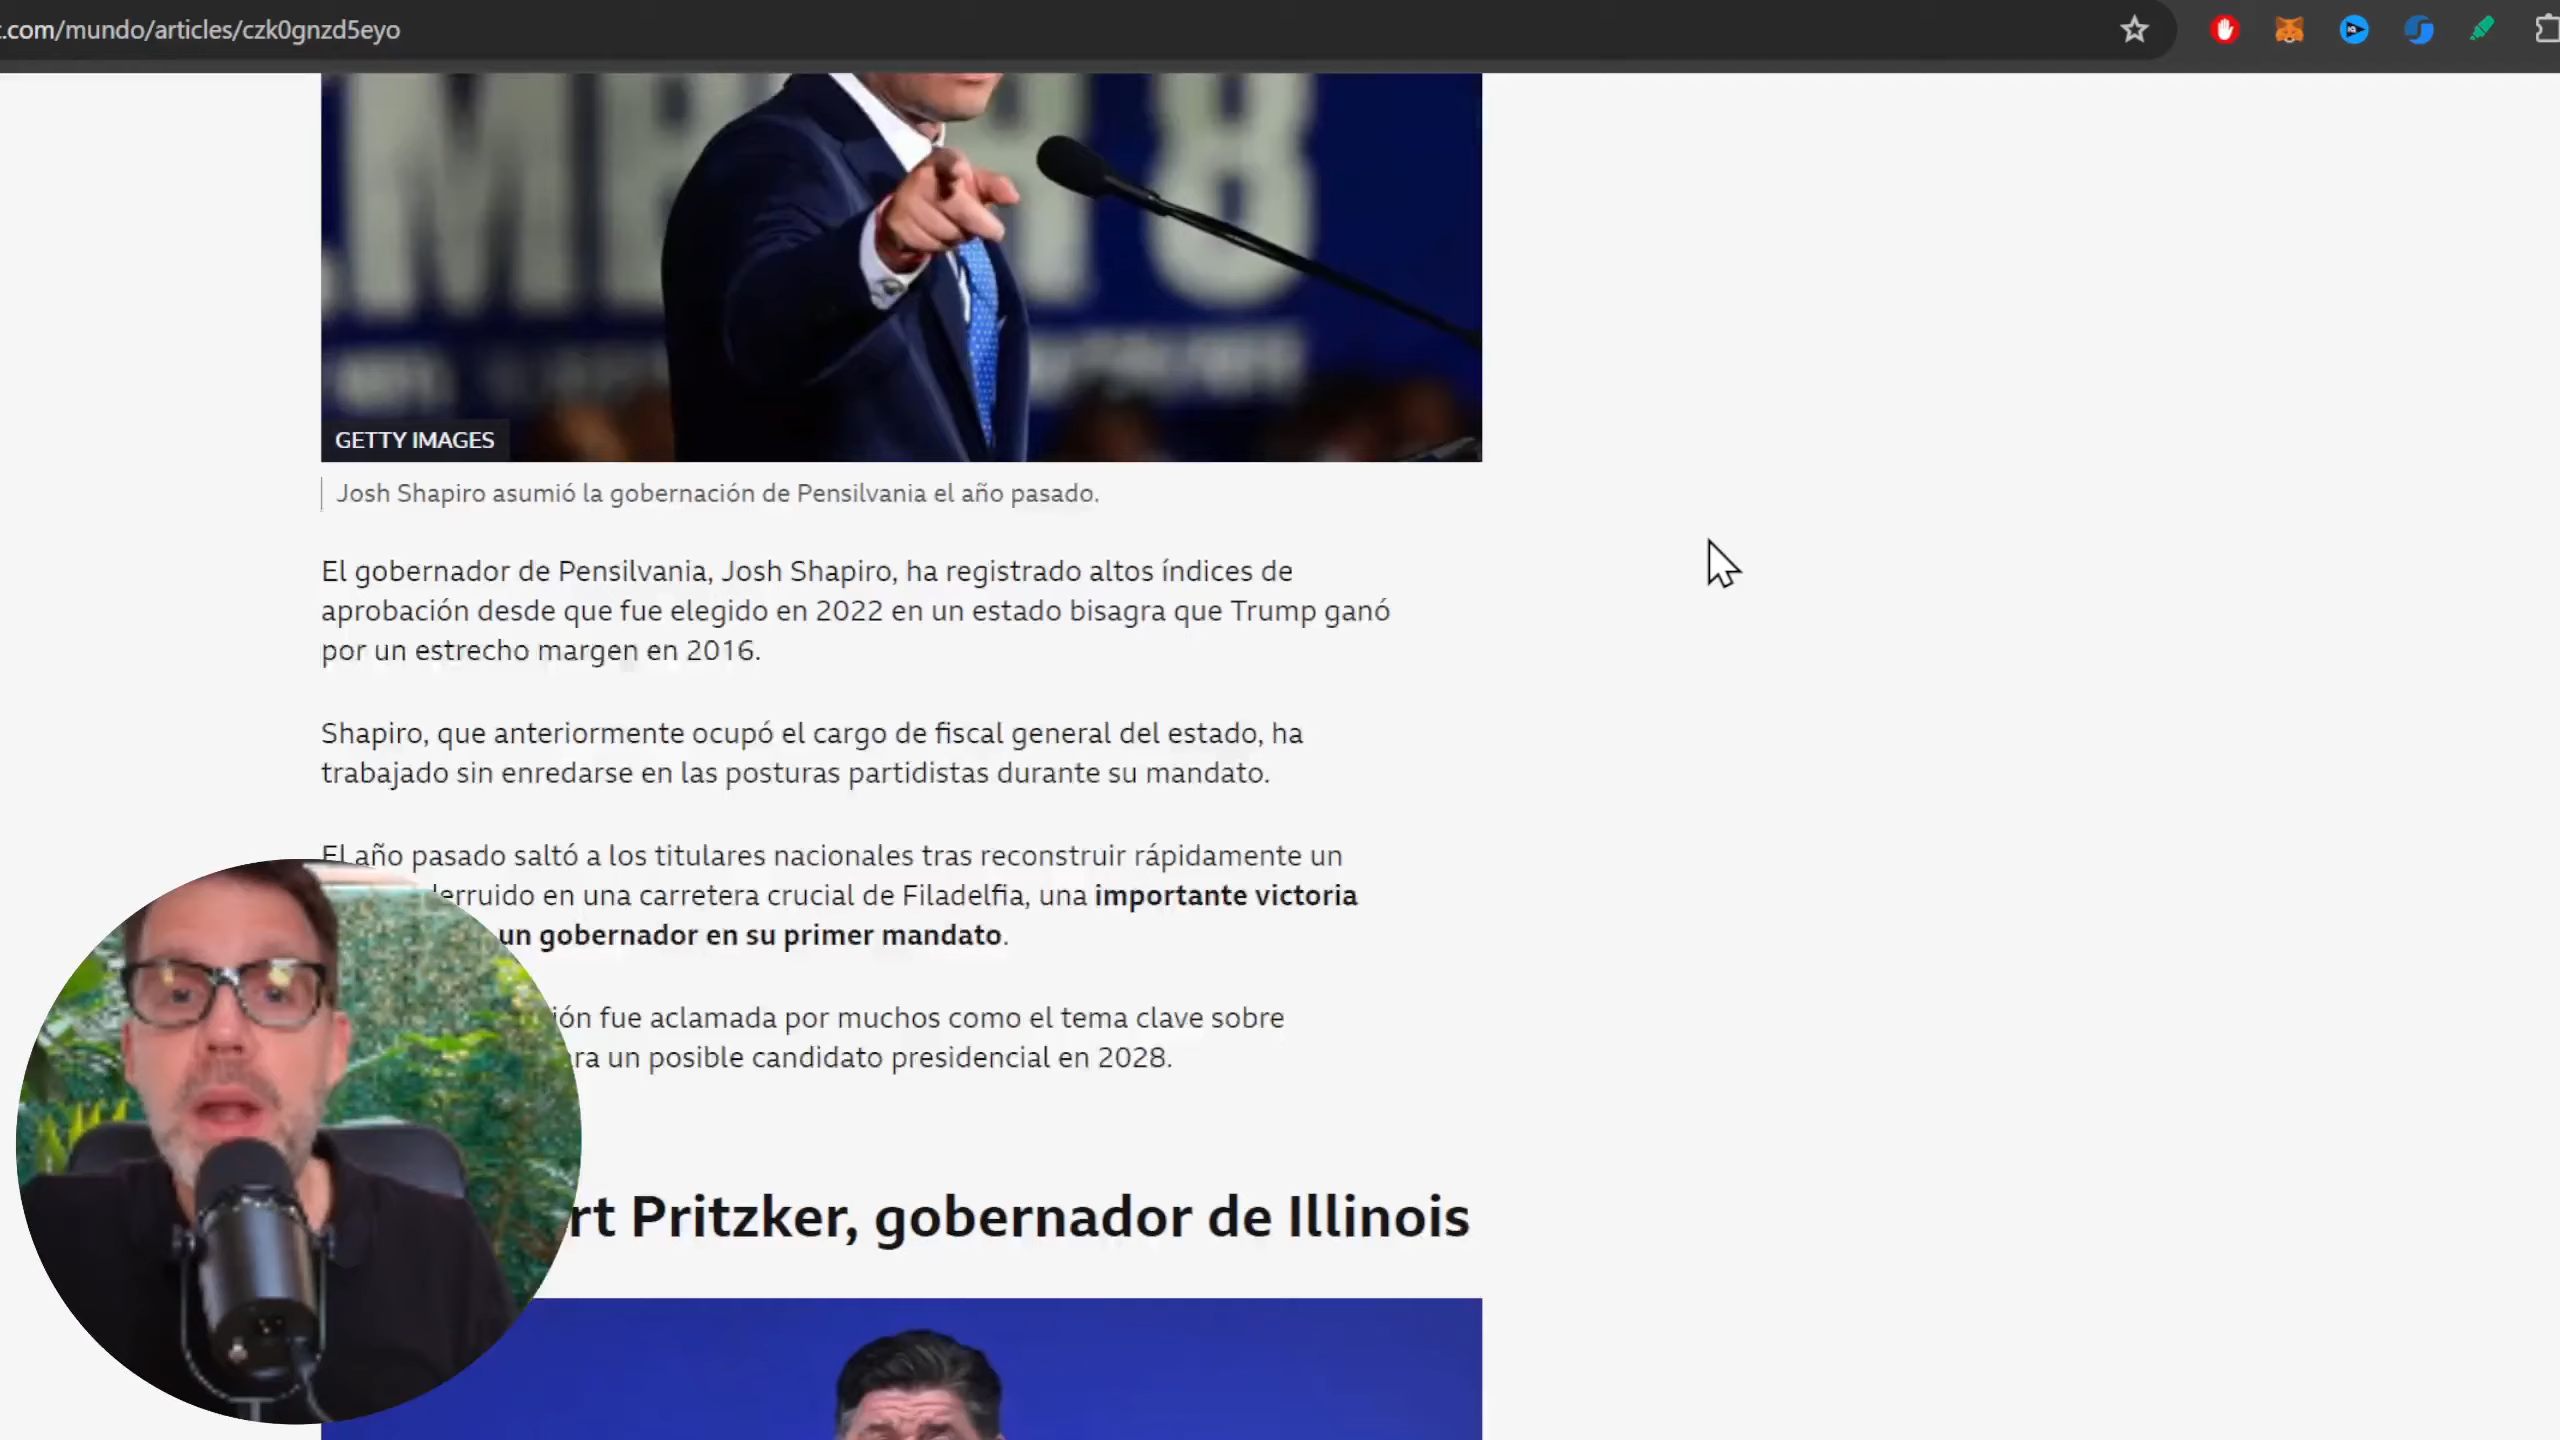 .com/mundo/articles/czk0gnzd5eyo
GETTY IMAGES
Josh Shapiro asumió la gobernación de Pensilvania el año pasado.
El gobernador de Pensilvania, Josh Shapiro, ha registrado altos índices de
aprobación desde que fue elegido en 2022 en un estado bisagra que Trump ganó
por un estrecho margen en 2016.
Shapiro, que anteriormente ocupó el cargo de fiscal general del estado, ha
trabajado sin enredarse en las posturas partidistas durante su mandato.
El año pasado saltó a los titulares nacionales tras reconstruir rápidamente un
erruido en una carretera crucial de Filadelfia, una importante victoria
un gobernador en su primer mandato.
ión fue aclamada por muchos como el tema clave sobre
ra un posible candidato presidencial en 2028.
rt Pritzker, gobernador de Illinois